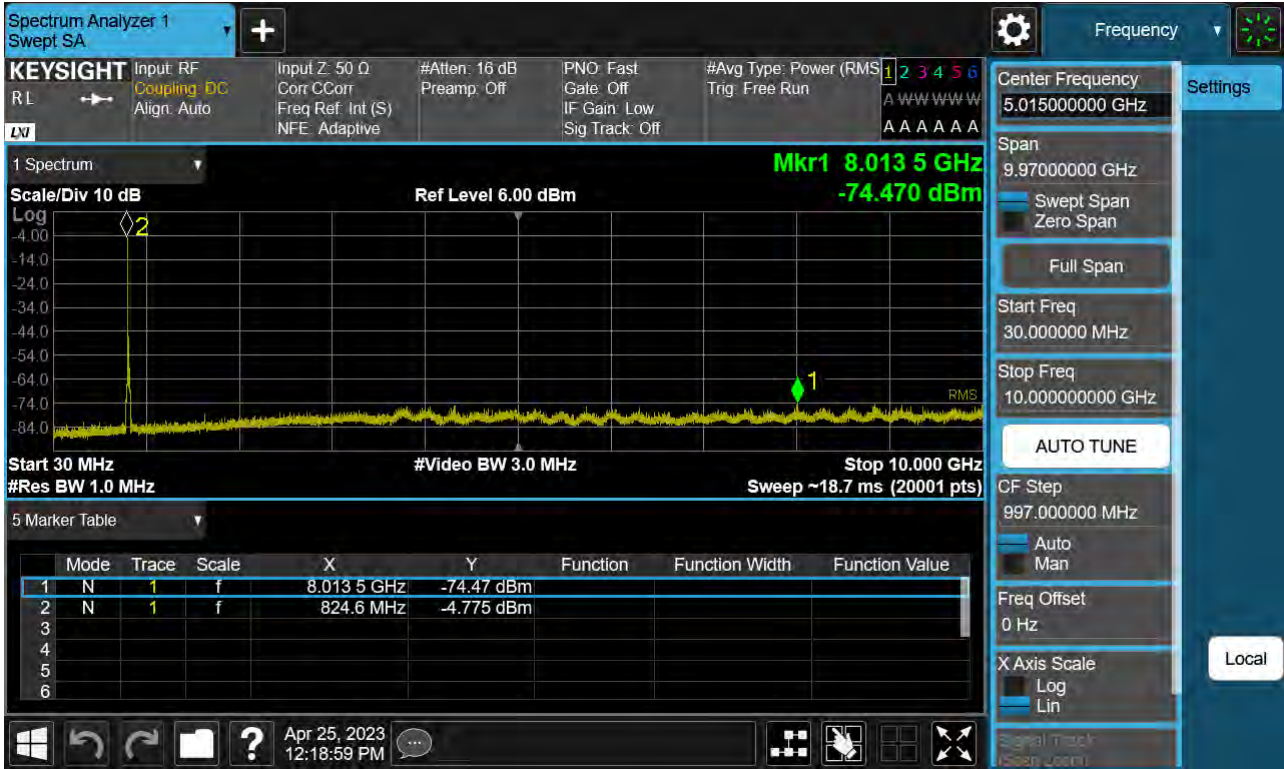 Spectrum Analyzer 1
Swept SA
Frequency
KEYSIGHT
RL
LXI
Input: RF
Coupling: DC
Align: Auto
Input Z: 50 Ω
Corr CCorr
Freq Ref: Int (S)
NFE: Adaptive
#Atten: 16 dB
Preamp: Off
PNO: Fast
Gate: Off
IF Gain: Low
Sig Track: Off
#Avg Type: Power (RMS
Trig: Free Run
1 2 3 4 5 6
A W W W W W
A A A A A A
1 Spectrum
Mkr1 8.013 5 GHz
-74.470 dBm
Scale/Div 10 dB
Ref Level 6.00 dBm
Log
-4.00
-14.0
-24.0
-34.0
-44.0
-54.0
-64.0
-74.0
-84.0
2
1
RMS
Start 30 MHz
#Video BW 3.0 MHz
Stop 10.000 GHz
#Res BW 1.0 MHz
Sweep ~18.7 ms (20001 pts)
5 Marker Table
Mode Trace Scale X Y Function Function Width Function Value
1 N 1 f 8.013 5 GHz -74.47 dBm
2 N 1 f 824.6 MHz -4.775 dBm
3
4
5
6
Apr 25, 2023
12:18:59 PM
Center Frequency
5.015000000 GHz
Span
9.97000000 GHz
Swept Span
Zero Span
Full Span
Start Freq
30.000000 MHz
Stop Freq
10.000000000 GHz
AUTO TUNE
CF Step
997.000000 MHz
Auto
Man
Freq Offset
0 Hz
X Axis Scale
Log
Lin
Signal Track
(Span Zoom)
Settings
Local